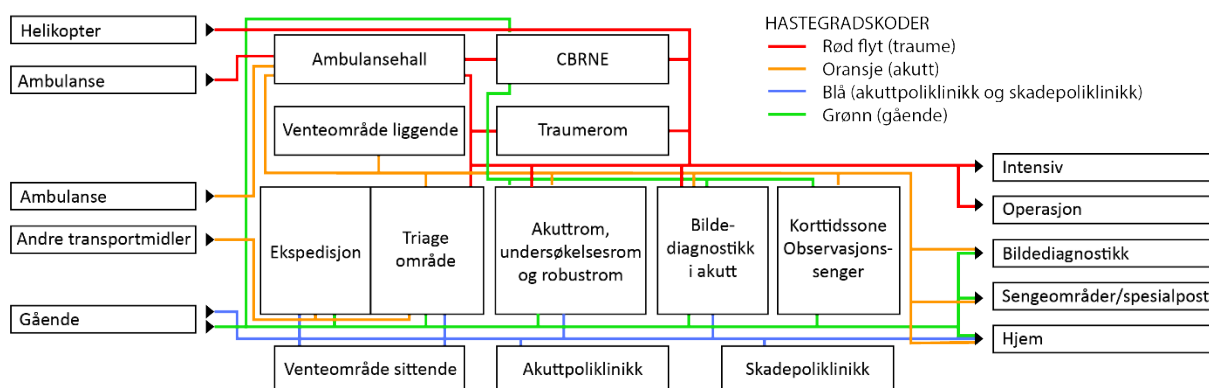 HASTEGRADSKODER
Rød flyt (traume)
Oransje (akutt)
Blå (akuttpoliklinikk og skadepoliklinikk)
Grønn (gående)
Helikopter
Ambulanse
Ambulanse
Andre transportmidler
Gående
Ambulansehall
CBRNE
Venteområde liggende
Traumerom
Ekspedisjon
Triage
område
Akuttrom,
undersøkelsesrom
og robustrom
Bilde-
diagnostikk
i akutt
Korttidssone
Observasjons-
senger
Venteområde sittende
Akuttpoliklinikk
Skadepoliklinikk
Intensiv
Operasjon
Bildediagnostikk
Sengeområder/spesialpost
Hjem